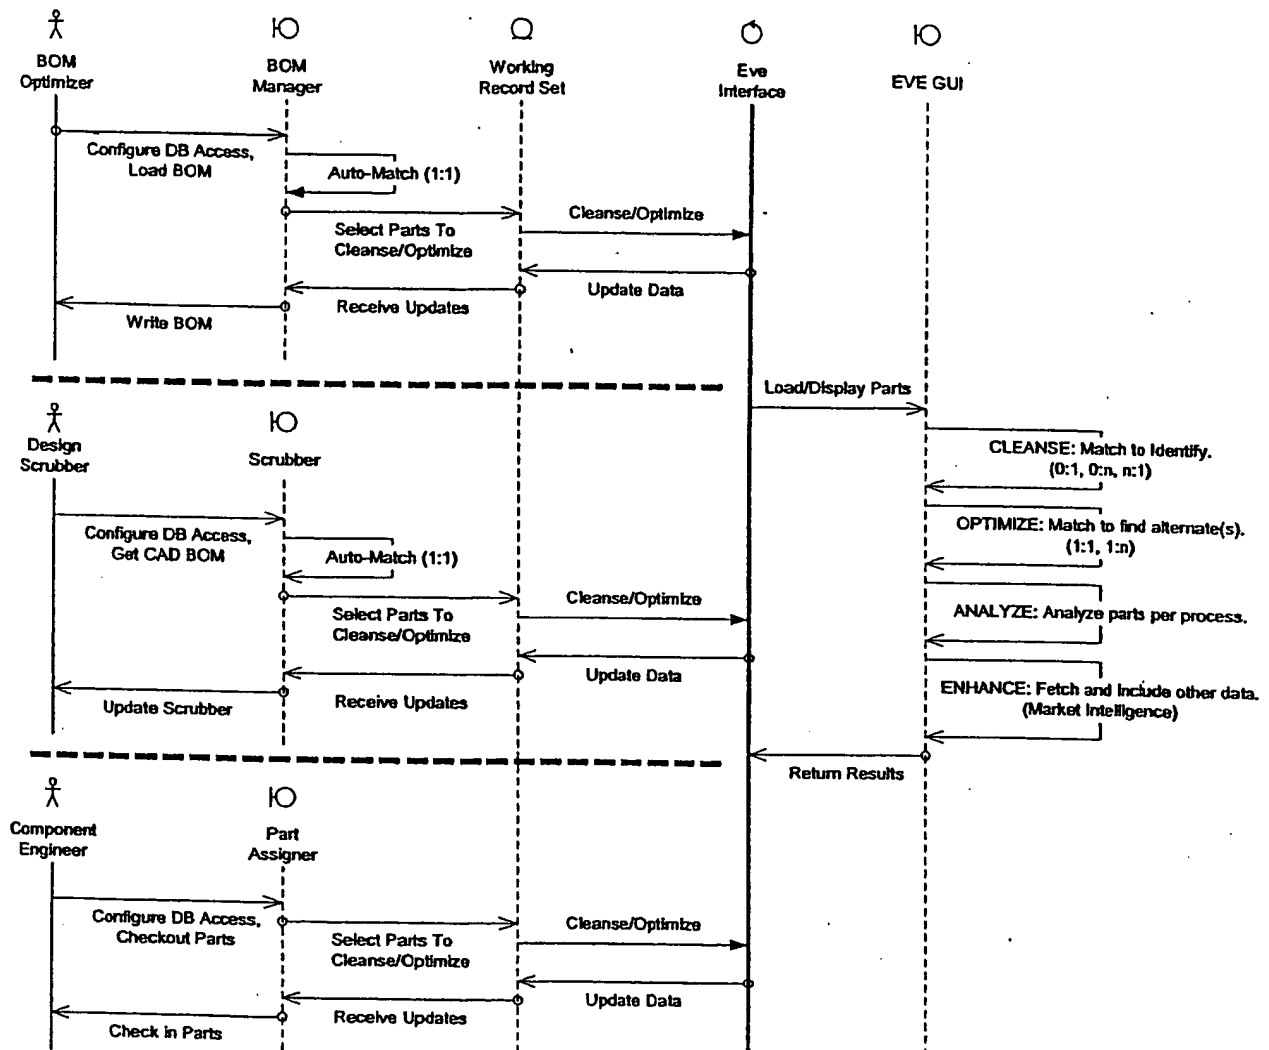 BOM
Optimizer
BOM
Manager
Working
Record Set
Eve
Interface
EVE GUI
Configure DB Access,
Load BOM
Auto-Match (1:1)
Select Parts To
Cleanse/Optimize
Cleanse/Optimize
Update Data
Receive Updates
Write BOM
Load/Display Parts
CLEANSE: Match to Identify.
(0:1, 0:n, n:1)
OPTIMIZE: Match to find alternate(s).
(1:1, 1:n)
ANALYZE: Analyze parts per process.
ENHANCE: Fetch and Include other data.
(Market Intelligence)
Return Results
Design
Scrubber
Scrubber
Configure DB Access,
Get CAD BOM
Auto-Match (1:1)
Select Parts To
Cleanse/Optimize
Cleanse/Optimize
Update Data
Receive Updates
Update Scrubber
Component
Engineer
Part
Assigner
Configure DB Access,
Checkout Parts
Select Parts To
Cleanse/Optimize
Cleanse/Optimize
Update Data
Receive Updates
Check in Parts